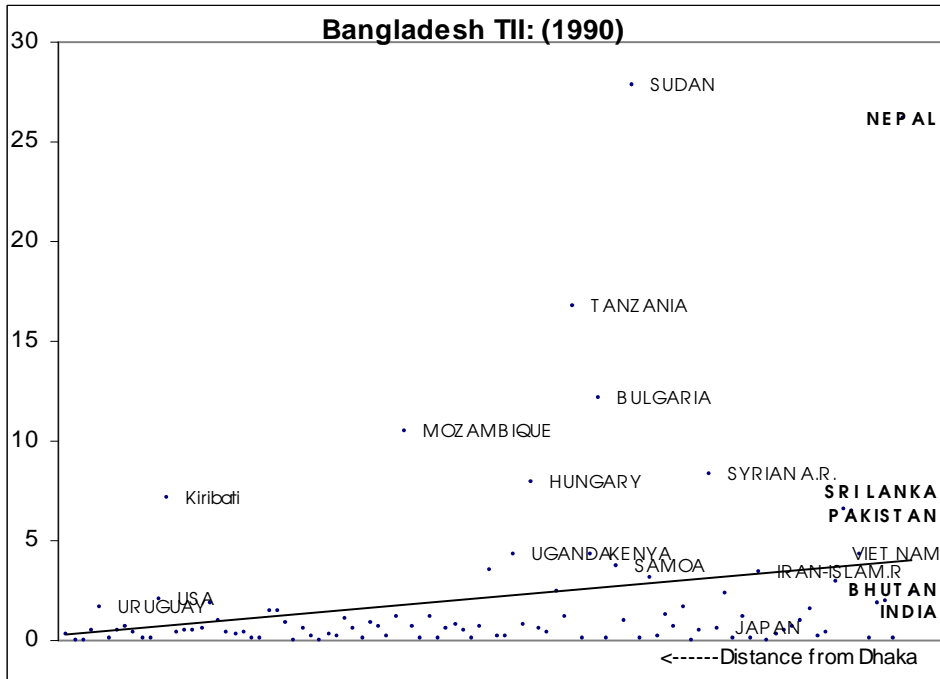 Bangladesh TII: (1990)
30
SUDAN
NEPAL
25
20
TANZANIA
15
BULGARIA
MOZAMBIQUE
10
HUNGARY
SYRIAN A.R.
Kiribati
SRI LANKA
PAKISTAN
5
UGANDA
KENYA
VIET NAM
SAMOA
IRAN-ISLAM.R
BHUTAN
USA
URUGUAY
INDIA
JAPAN
0
<------Distance from Dhaka